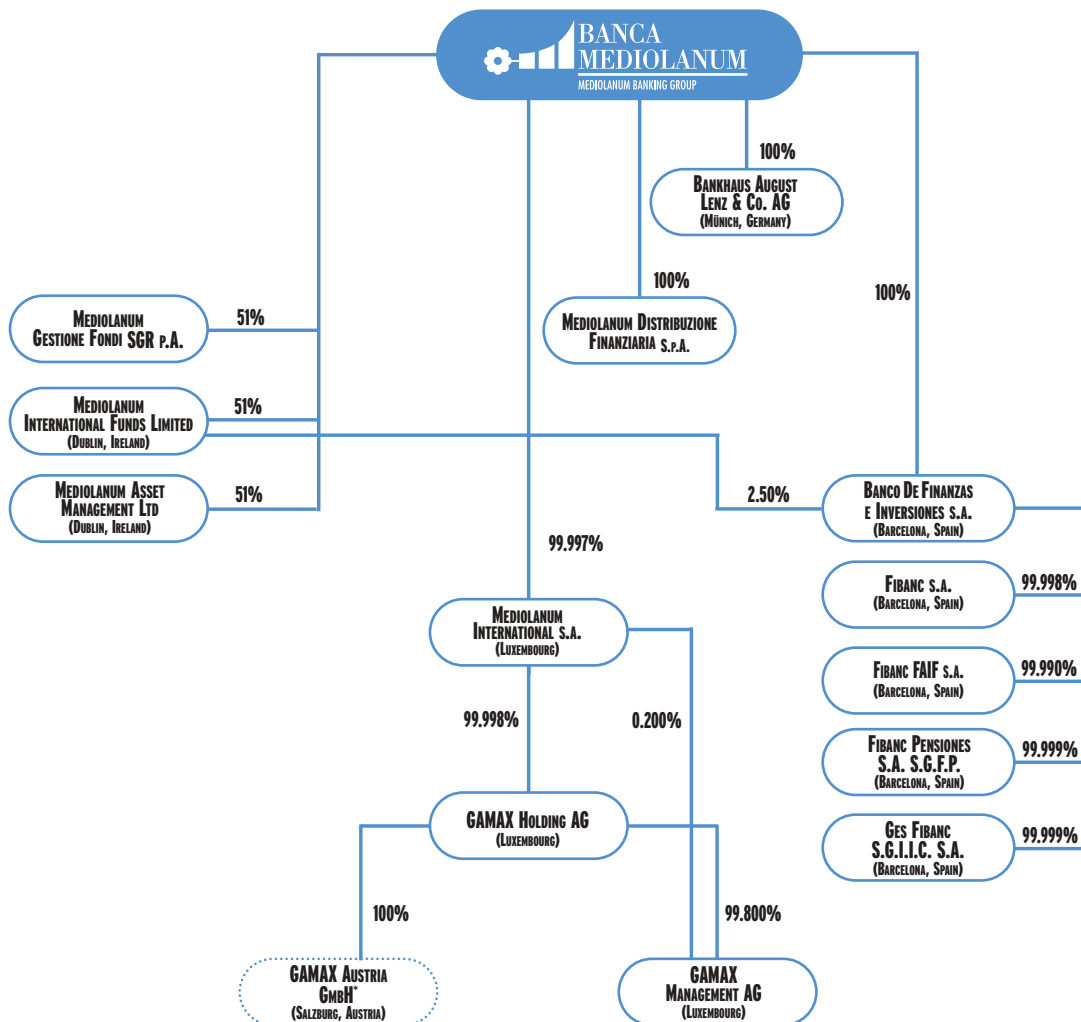 BANCA
MEDIOLANUM
MEDIOLANUM BANKING GROUP
100%
BANKHAUS AUGUST
LENZ & CO. AG
(MÜNICH, GERMANY)
100%
100%
MEDIOLANUM
GESTIONE FONDI SGR P.A.
51%
MEDIOLANUM DISTRIBUZIONE
FINANZIARIA S.P.A.
MEDIOLANUM
INTERNATIONAL FUNDS LIMITED
(DUBLIN, IRELAND)
51%
MEDIOLANUM ASSET
MANAGEMENT LTD
(DUBLIN, IRELAND)
51%
2.50%
BANCO DE FINANZAS
E INVERSIONES S.A.
(BARCELONA, SPAIN)
99.997%
FIBANC S.A.
(BARCELONA, SPAIN)
99.998%
MEDIOLANUM
INTERNATIONAL S.A.
(LUXEMBOURG)
FIBANC FAIF S.A.
(BARCELONA, SPAIN)
99.990%
99.998%
0.200%
FIBANC PENSIONES
S.A. S.G.F.P.
(BARCELONA, SPAIN)
99.999%
GAMAX HOLDING AG
(LUXEMBOURG)
GES FIBANC
S.G.I.I.C. S.A.
(BARCELONA, SPAIN)
99.999%
100%
99.800%
GAMAX AUSTRIA
GMBH*
(SALZBURG, AUSTRIA)
GAMAX
MANAGEMENT AG
(LUXEMBOURG)